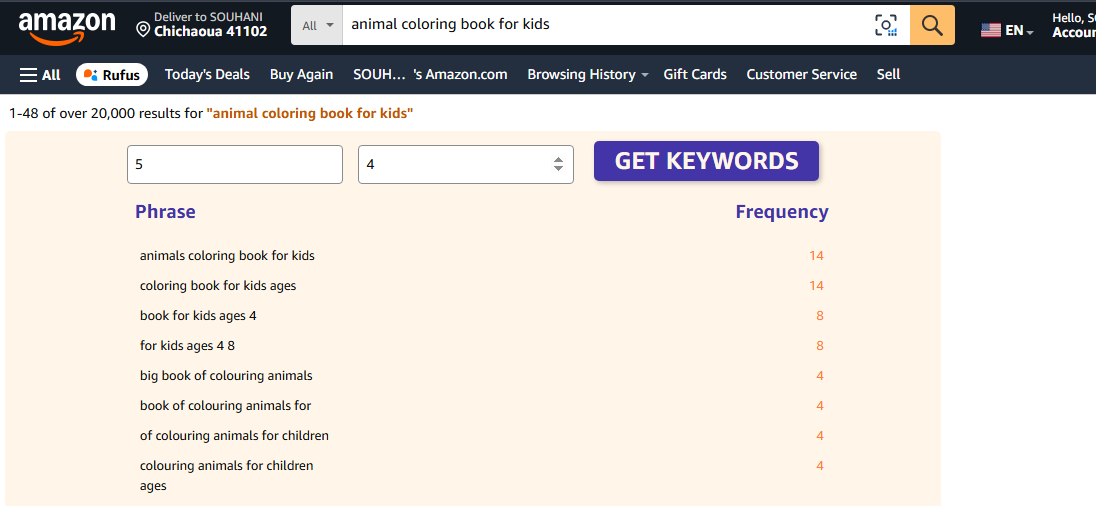 amazon
Deliver to SOUHANI
Chichaoua 41102
All
animal coloring book for kids
EN
Hello, S
Accour
All
Rufus
Today's Deals
Buy Again
SOUH... 's Amazon.com
Browsing History
Gift Cards
Customer Service
Sell
1-48 of over 20,000 results for "animal coloring book for kids"
5
4
GET KEYWORDS
Phrase Frequency
animals coloring book for kids 14
coloring book for kids ages 14
book for kids ages 4 8
for kids ages 4 8 8
big book of colouring animals 4
book of colouring animals for 4
of colouring animals for children 4
colouring animals for children 4
ages